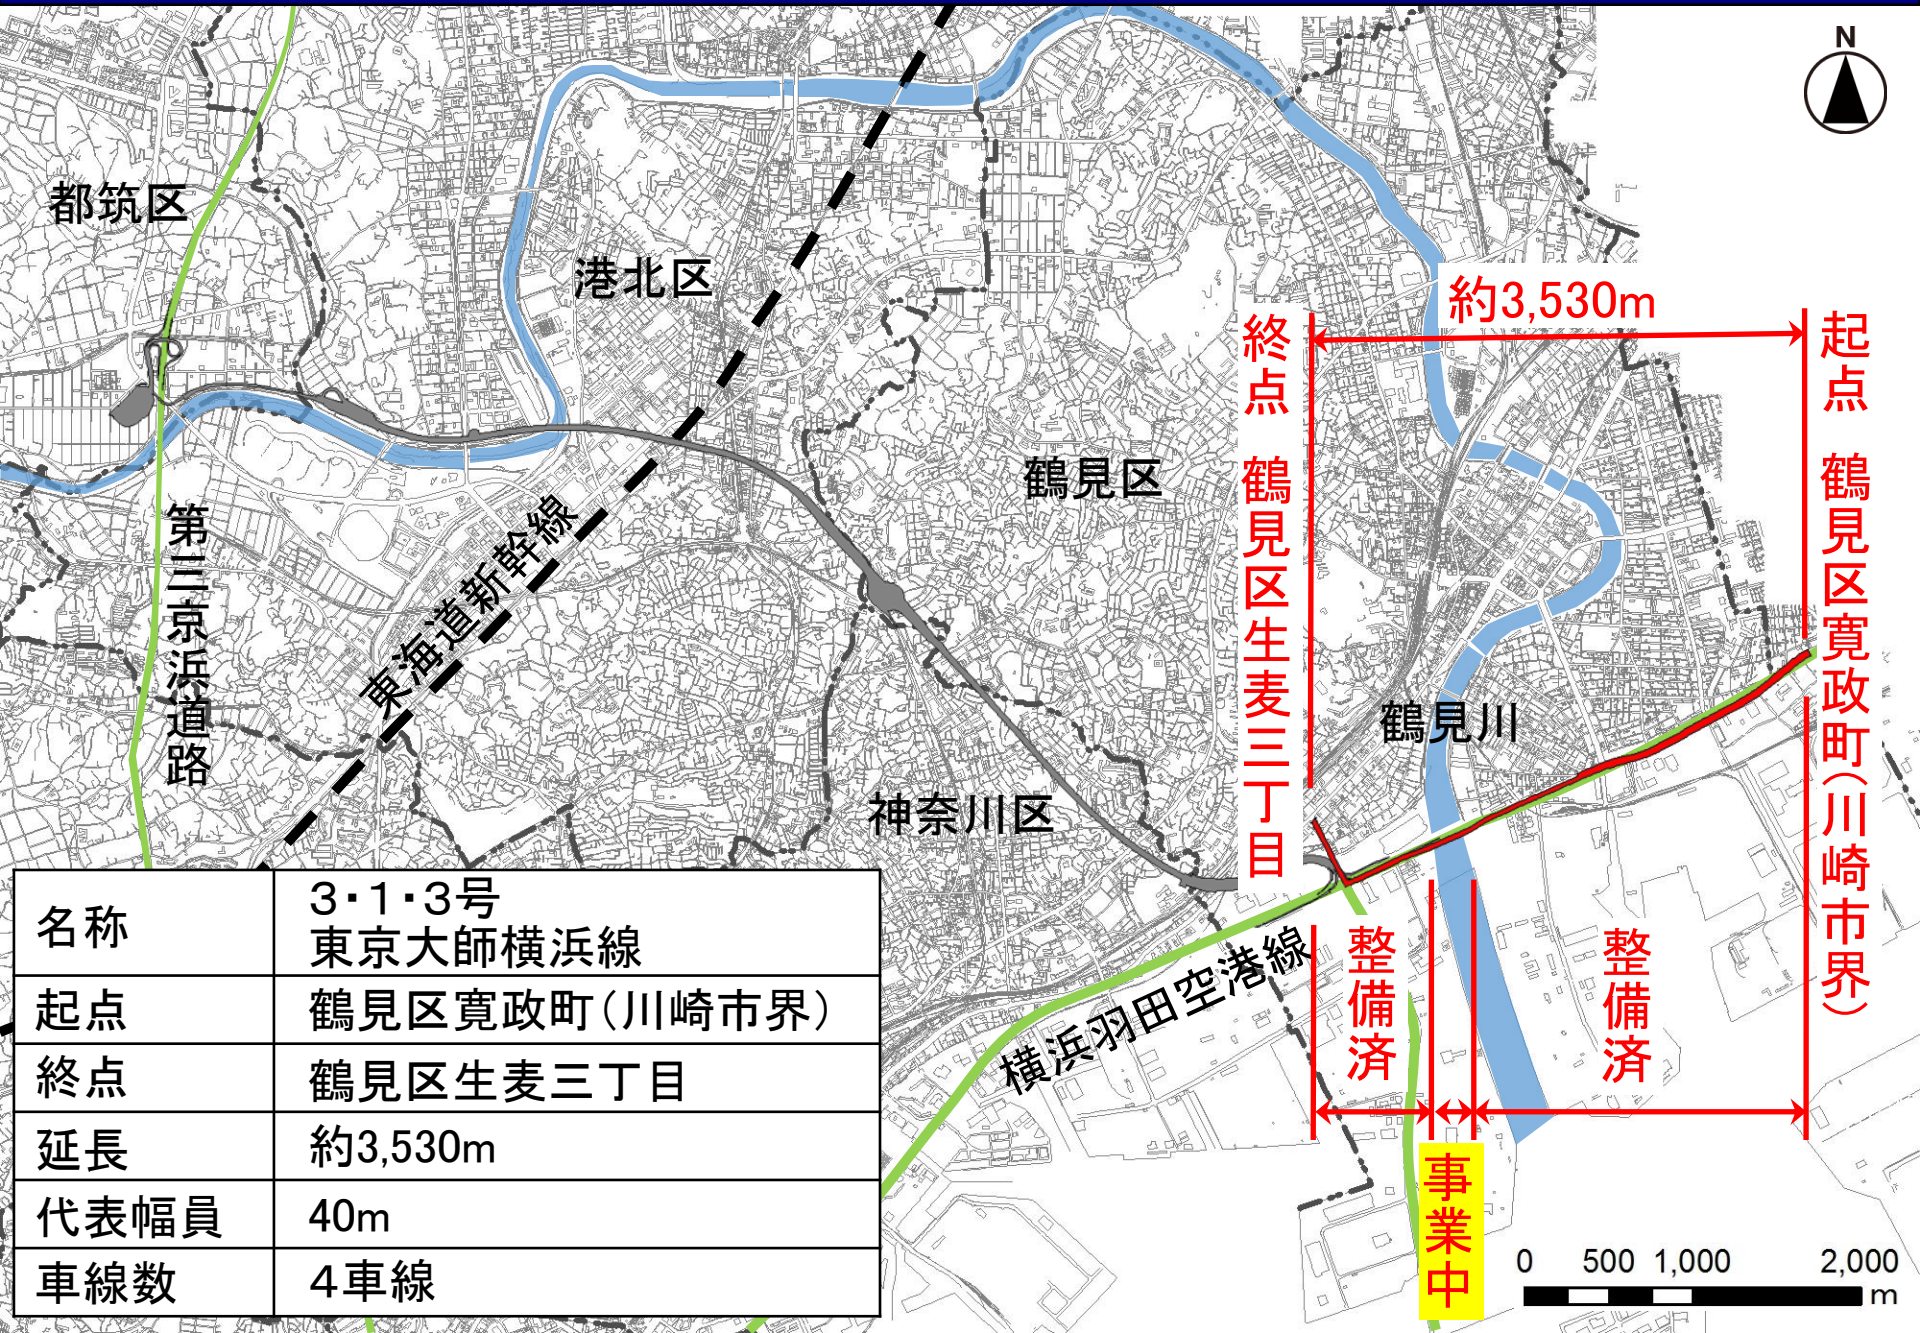 N
都筑区
港北区
約3,530m
終点 鶴見区生麦三丁目
起点 鶴見区寛政町(川崎市界)
鶴見区
第三京浜道路
東海道新幹線
鶴見川
神奈川区
横浜羽田空港線
整備済
整備済
事業中
名称 3・1・3号
東京大師横浜線
起点 鶴見区寛政町(川崎市界)
終点 鶴見区生麦三丁目
延長 約3,530m
代表幅員 40m
車線数 4車線
0 500 1,000 2,000
m